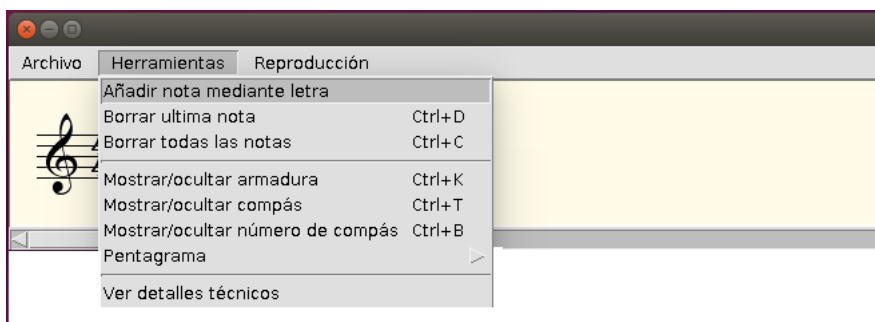 Archivo Herramientas Reproducción
Añadir nota mediante letra
Borrar ultima nota Ctrl+D
Borrar todas las notas Ctrl+C
Mostrar/ocultar armadura Ctrl+K
Mostrar/ocultar compás Ctrl+T
Mostrar/ocultar número de compás Ctrl+B
Pentagrama
Ver detalles técnicos